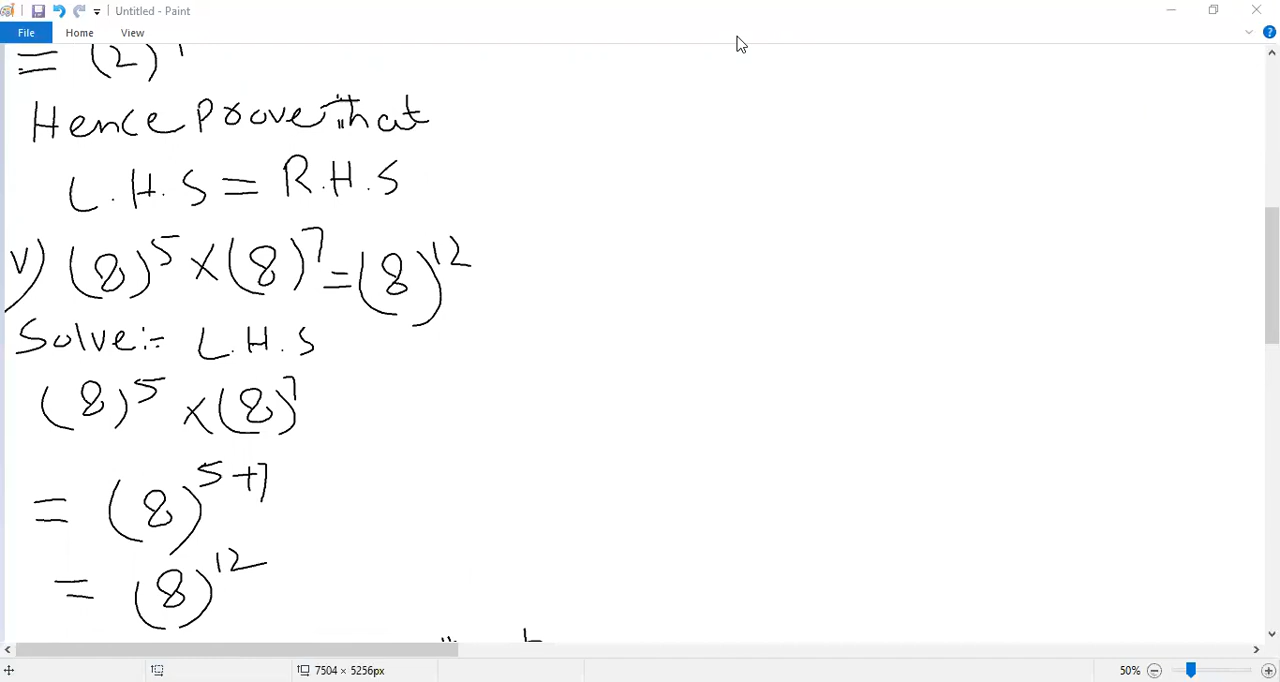 Untitled - Paint
File Home View
= (2)
Hence Prove That
L.H.S = R.H.S
v) (8)^5 × (8)^7 = (8)^12
Solve:- L.H.S
(8)^5 × (8)^7
= (8)^5+7
= (8)^12
7504 × 5256px
50%